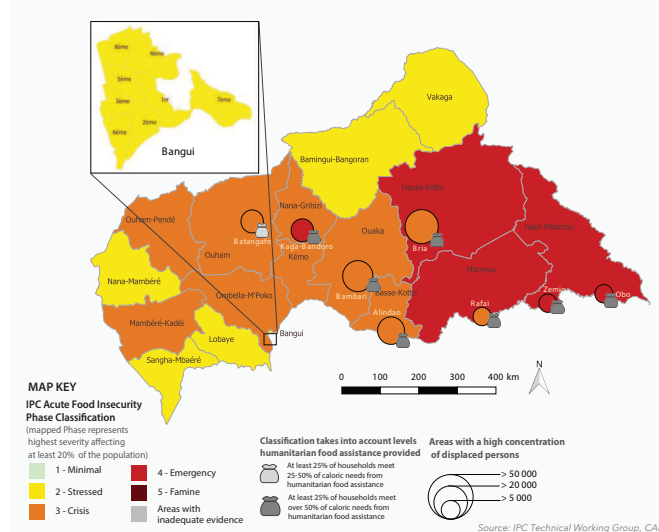 6ème
4ème
5ème
3ème
1er
7ème
2ème
6ème
Bangui
Vakaga
Bamingui-Bangoran
Haute-Kotto
Nana-Gribizi
Ouham-Pendé
Ouaka
Haut-Mbomou
Batangafo
Kaga-Bandoro
Bria
Ouham
Kémo
Mbomou
Nana-Mambéré
Bambari
Basse-Kotto
Zemio
Obo
Ombella-M'Poko
Rafaï
Mambéré-Kadéi
Alindao
Lobaye
Bangui
Sangha-Mbaéré
N
0 100 200 300 400 km
MAP KEY
IPC Acute Food Insecurity
Phase Classification
(mapped Phase represents
highest severity affecting
at least 20% of the population)
1 - Minimal
2 - Stressed
3 - Crisis
4 - Emergency
5 - Famine
Areas with
inadequate evidence
Classification takes into account levels
humanitarian food assistance provided
At least 25% of households meet
25-50% of caloric needs from
humanitarian food assistance
At least 25% of households meet
over 50% of caloric needs from
humanitarian food assistance
Areas with a high concentration
of displaced persons
> 50 000
> 20 000
> 5 000
Source: IPC Technical Working Group, CA